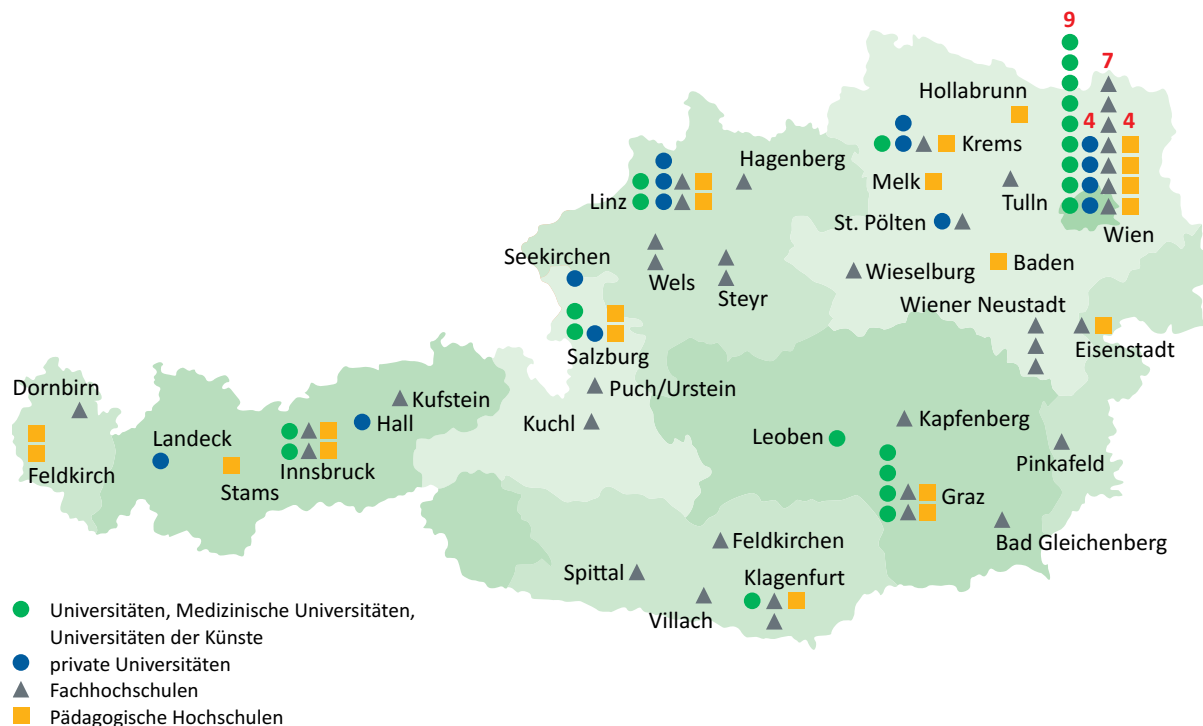 9
7
Hollabrunn
4
4
Krems
Hagenberg
Melk
Linz
Tulln
St. Pölten
Wien
Seekirchen
Wels
Steyr
Wieselburg
Baden
Wiener Neustadt
Eisenstadt
Salzburg
Dornbirn
Kufstein
Puch/Urstein
Hall
Kuchl
Kapfenberg
Landeck
Leoben
Feldkirch
Stams
Innsbruck
Pinkafeld
Graz
Bad Gleichenberg
Feldkirchen
Spittal
Klagenfurt
Villach
Universitäten, Medizinische Universitäten,
Universitäten der Künste
private Universitäten
Fachhochschulen
Pädagogische Hochschulen